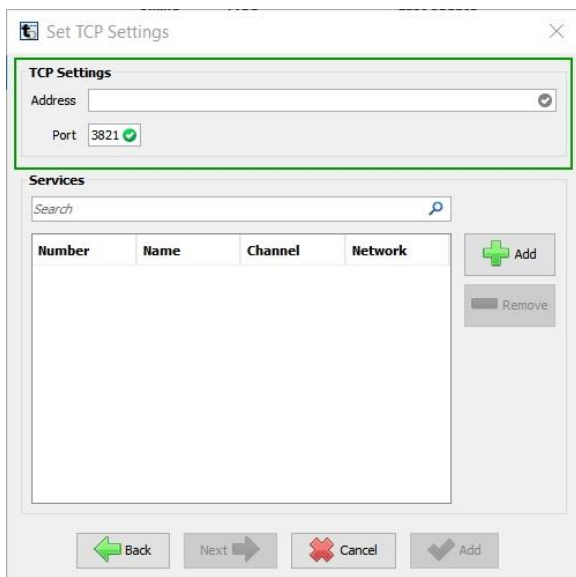 Set TCP Settings
TCP Settings
Address
Port 3821
Services
Search
Number Name Channel Network
Add
Remove
Back Next Cancel Add